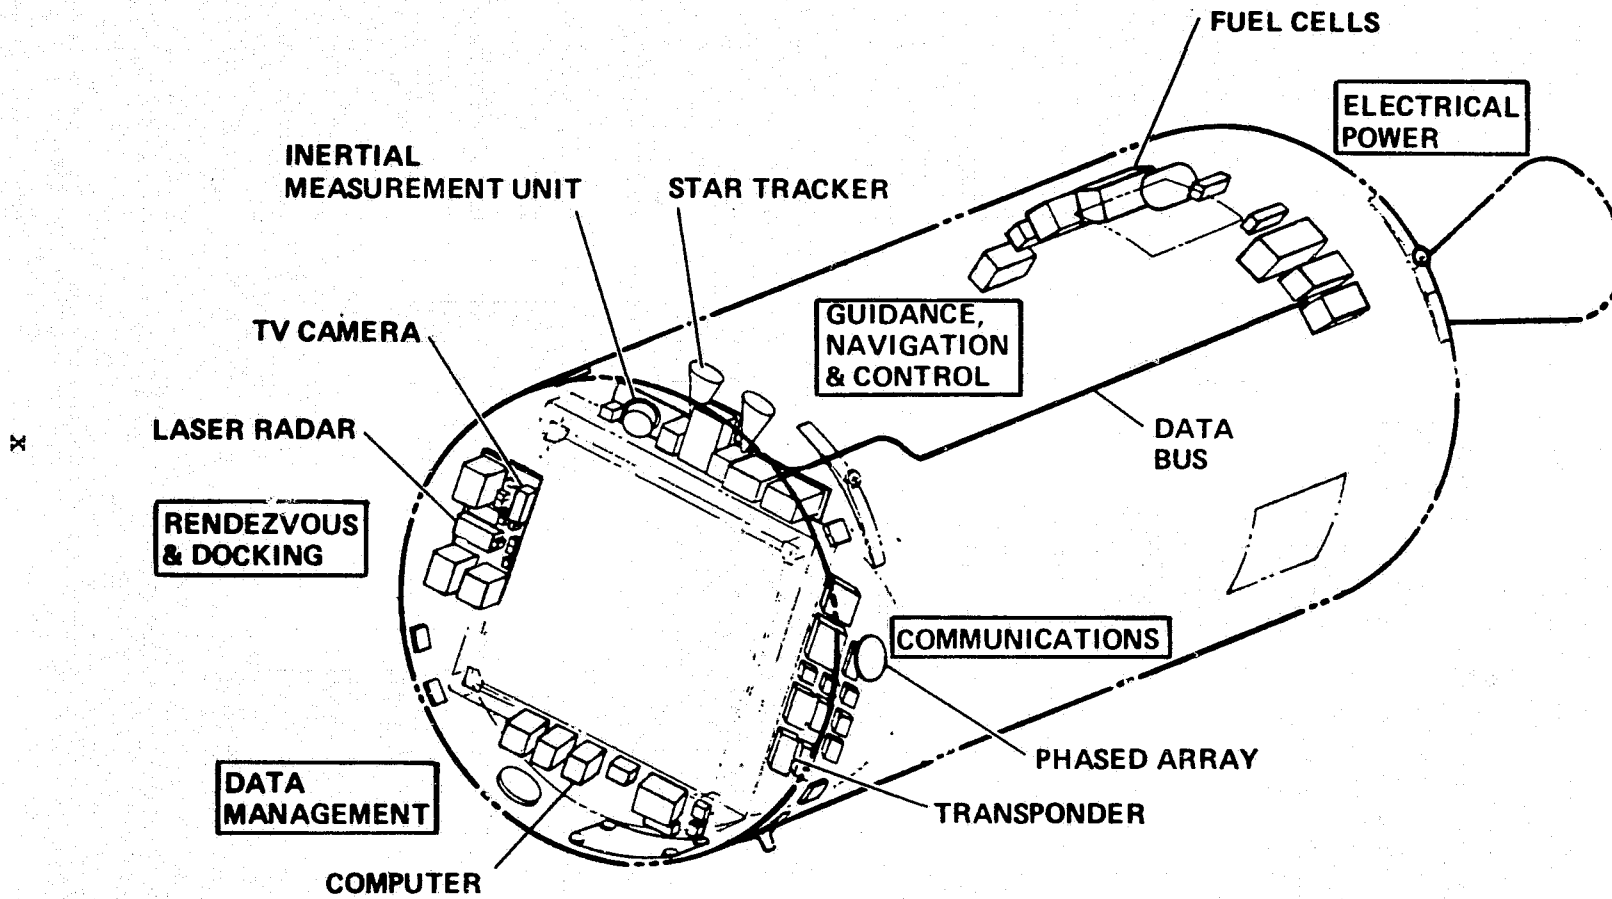 FUEL CELLS
ELECTRICAL
POWER
INERTIAL
MEASUREMENT UNIT
STAR TRACKER
TV CAMERA
GUIDANCE,
NAVIGATION
& CONTROL
LASER RADAR
DATA
BUS
RENDEZVOUS
& DOCKING
COMMUNICATIONS
PHASED ARRAY
DATA
MANAGEMENT
TRANSPONDER
COMPUTER